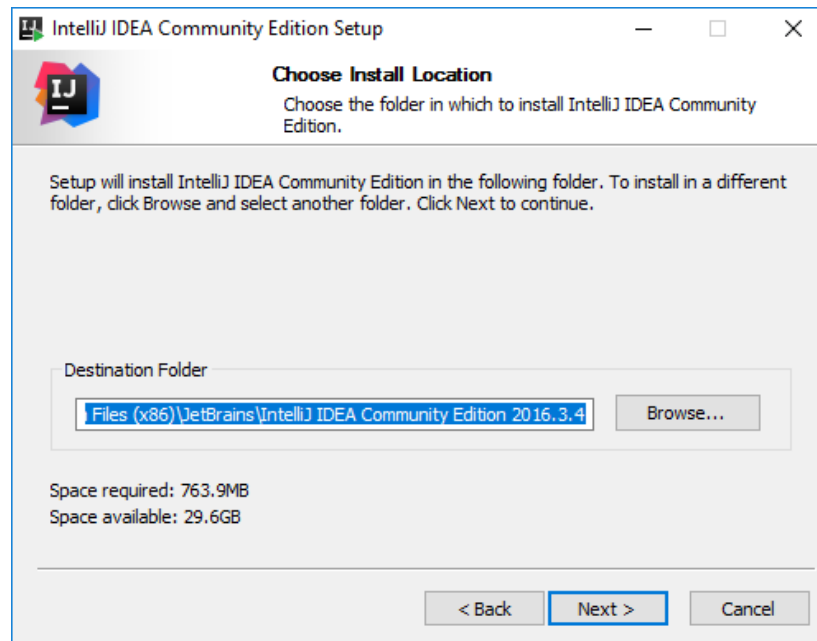 IntelliJ IDEA Community Edition Setup
IJ
Choose Install Location
Choose the folder in which to install IntelliJ IDEA Community
Edition.
Setup will install IntelliJ IDEA Community Edition in the following folder. To install in a different
folder, click Browse and select another folder. Click Next to continue.
Destination Folder
Files (x86)\JetBrains\IntelliJ IDEA Community Edition 2016.3.4
Browse...
Space required: 763.9MB
Space available: 29.6GB
< Back
Next >
Cancel